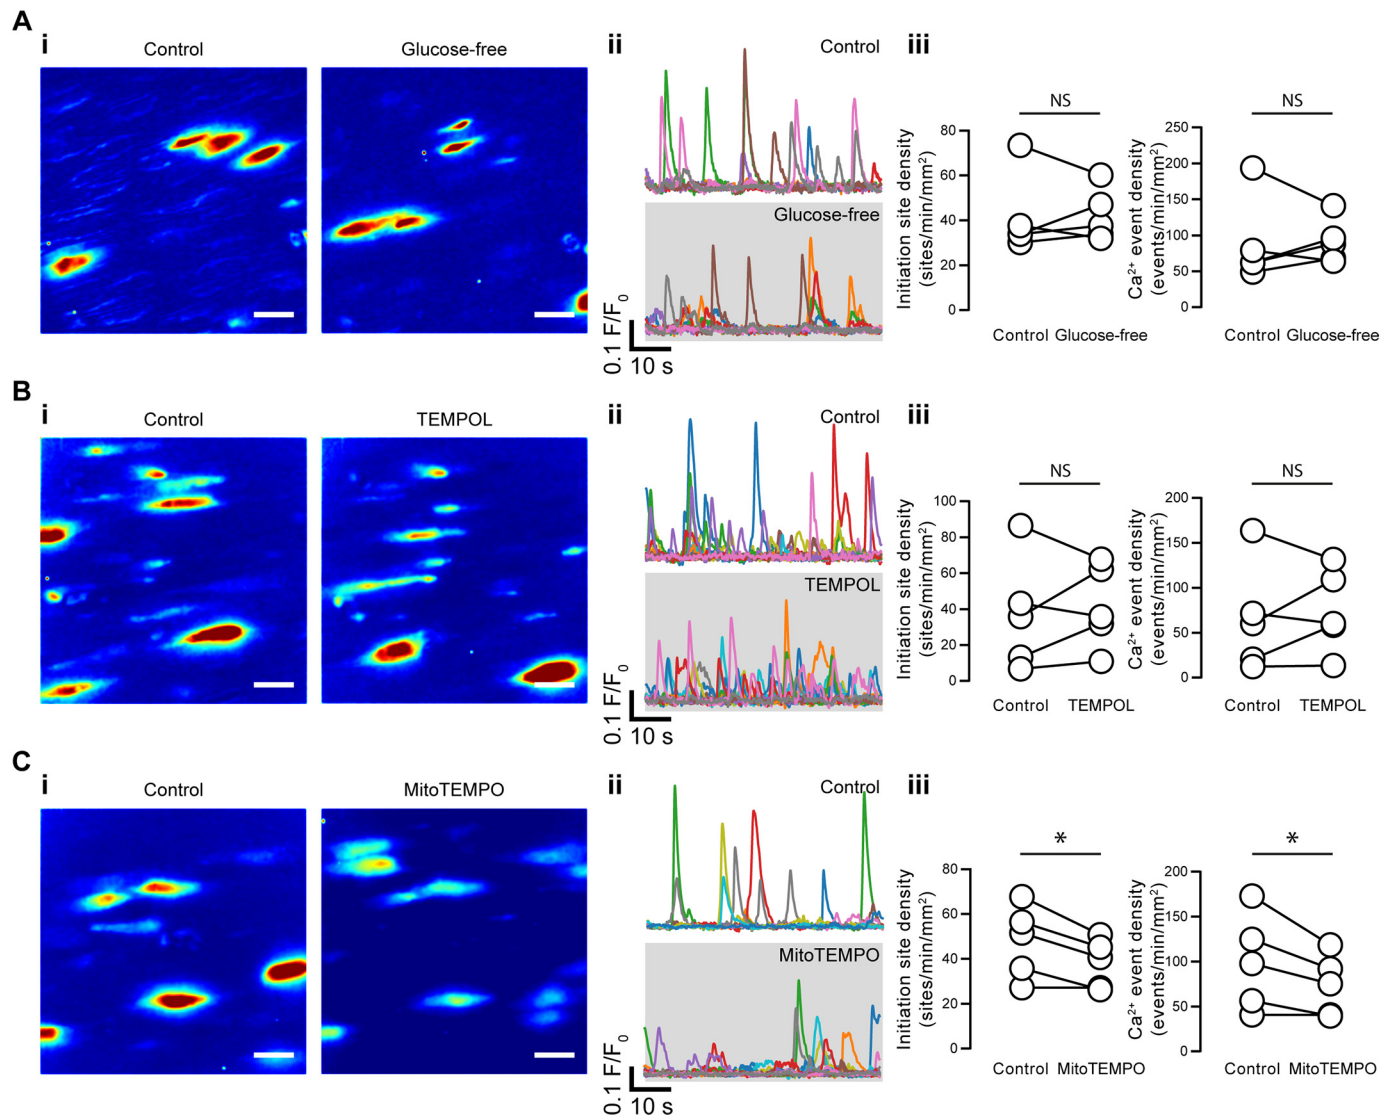 A
i
Control
Glucose-free
ii
Control
Glucose-free
0.1 F/F0
10 s
iii
NS
Initiation site density
(sites/min/mm²)
80
60
40
20
0
Control Glucose-free
NS
Ca²⁺ event density
(events/min/mm²)
250
200
150
100
50
0
Control Glucose-free
B
i
Control
TEMPOL
ii
Control
TEMPOL
0.1 F/F0
10 s
iii
NS
Initiation site density
(sites/min/mm²)
100
80
60
40
20
0
Control TEMPOL
NS
Ca²⁺ event density
(events/min/mm²)
200
150
100
50
0
Control TEMPOL
C
i
Control
MitoTEMPO
ii
Control
MitoTEMPO
0.1 F/F0
10 s
iii
*
Initiation site density
(sites/min/mm²)
80
60
40
20
0
Control MitoTEMPO
*
Ca²⁺ event density
(events/min/mm²)
200
150
100
50
0
Control MitoTEMPO